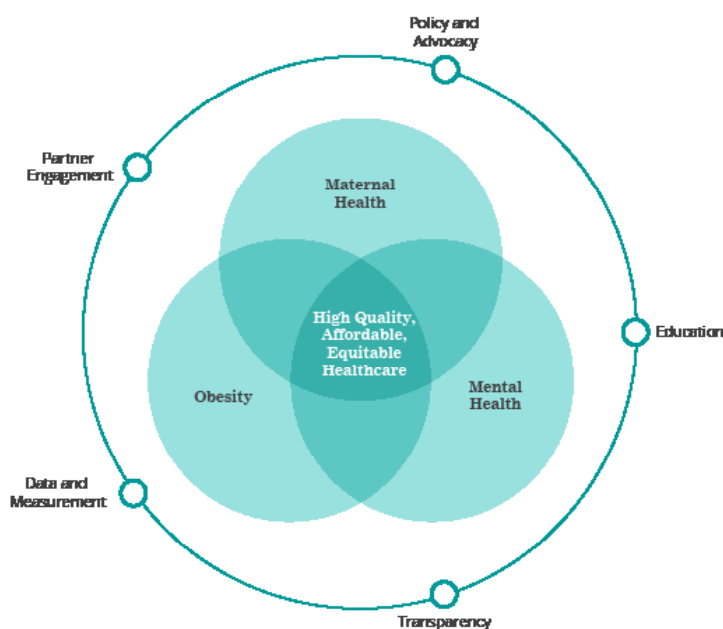 Policy and
Advocacy
Partner
Engagement
Maternal
Health
High Quality,
Affordable,
Equitable
Healthcare
Education
Obesity
Mental
Health
Data and
Measurement
Transparency